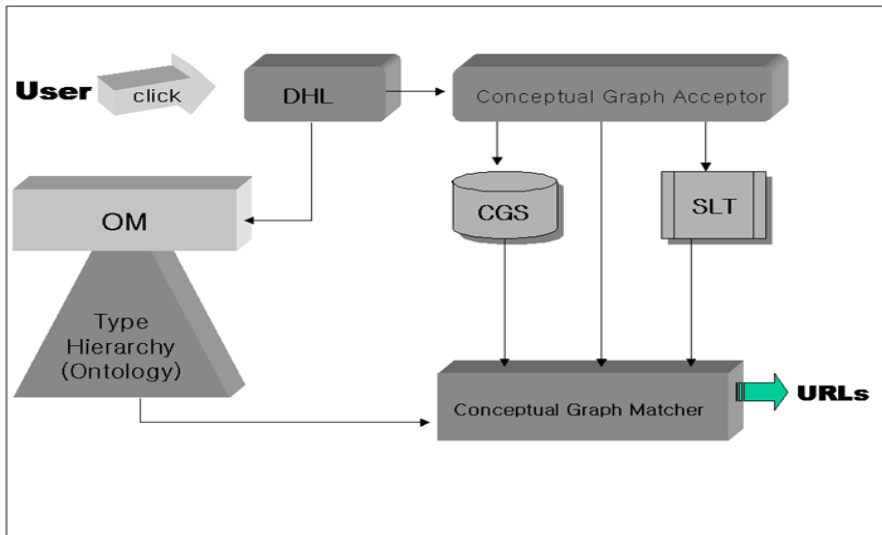 User
click
DHL
Conceptual Graph Acceptor
OM
CGS
SLT
Type
Hierarchy
(Ontology)
Conceptual Graph Matcher
URLs